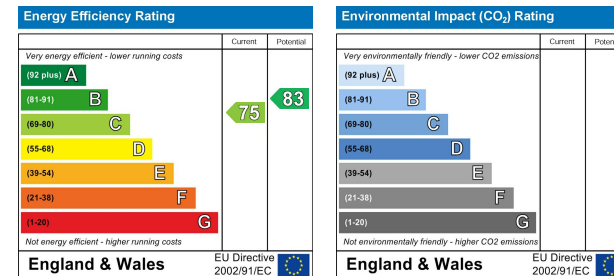 Energy Efficiency Rating
Current Potential
Very energy efficient - lower running costs
(92 plus) A
(81-91) B
(69-80) C
(55-68) D
(39-54) E
(21-38) F
(1-20) G
75
83
Not energy efficient - higher running costs
England & Wales
EU Directive
2002/91/EC
Environmental Impact (CO₂) Rating
Current Poten
Very environmentally friendly - lower CO2 emissions
(92 plus) A
(81-91) B
(69-80) C
(55-68) D
(39-54) E
(21-38) F
(1-20) G
Not environmentally friendly - higher CO2 emissions
England & Wales
EU Directive
2002/91/EC